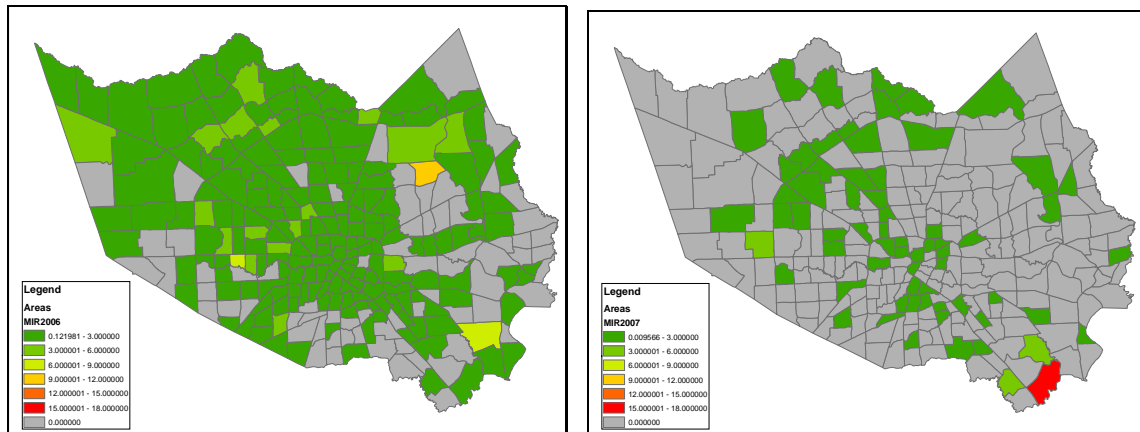 Legend
Areas
MIR2006
0.121981 - 3.000000
3.000001 - 6.000000
6.000001 - 9.000000
9.000001 - 12.000000
12.000001 - 15.000000
15.000001 - 18.000000
0.000000
Legend
Areas
MIR2007
0.009566 - 3.000000
3.000001 - 6.000000
6.000001 - 9.000000
9.000001 - 12.000000
12.000001 - 15.000000
15.000001 - 18.000000
0.000000